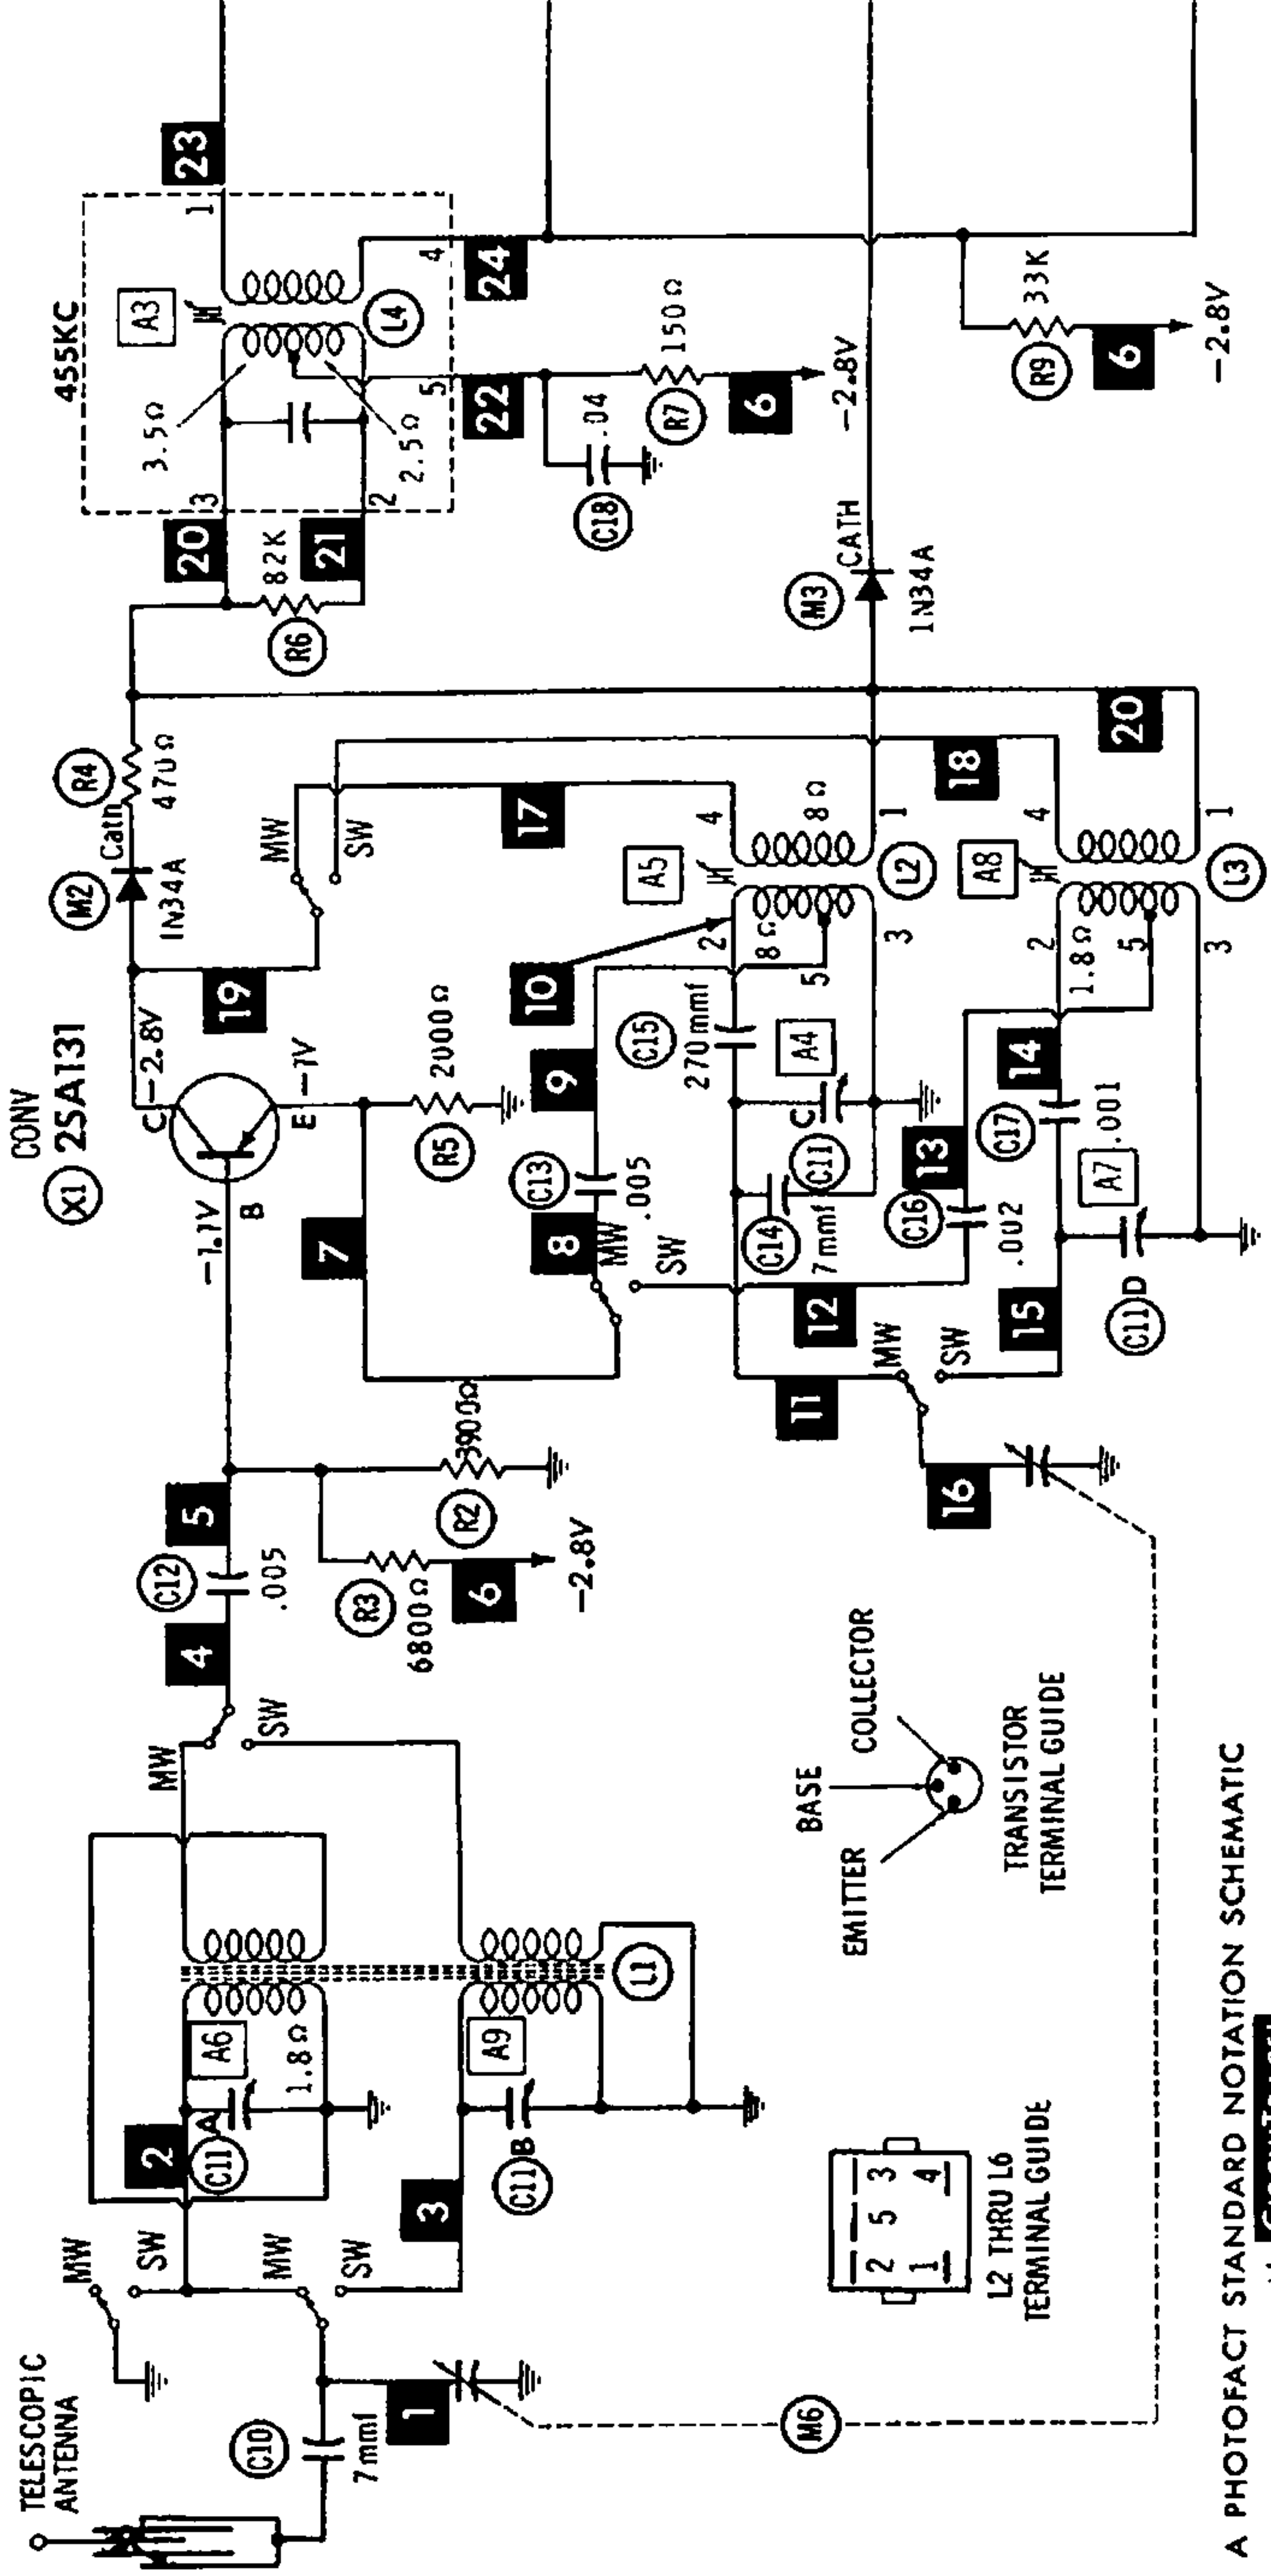 TELESCOPIC
ANTENNA
C10
7mmf
1
MW
SW
MW
SW
2
C11
A
A6
1.8Ω
3
C11
B
A9
L1
MW
SW
4
C12
.005
5
R3
6800Ω
6
-2.8V
R2
3900Ω
CONV
X1 2SA131
-1.1V
B
C
-2.8V
E
-1V
7
R5
2000Ω
19
M2
1N34A
Cath
R4
470Ω
MW
SW
8
MW
SW
C13
.005
9
10
C15
270mmf
C14
7mmf
C11
C
A4
11
12
MW
SW
16
15
C11
D
A7
C16
.002
13
C17
.001
14
A5
2
8Ω
5
3
4
8Ω
1
L2
17
18
A8
2
1.8Ω
5
3
4
1
L3
20
M3
CATH
1N34A
20
R6
82K
21
455KC
A3
3.5Ω
2.5Ω
3
2
1
4
5
L4
22
23
24
C18
.04
R7
150Ω
6
-2.8V
R9
33K
6
-2.8V
M6
L2 THRU L6
TERMINAL GUIDE
2 5 3
1 4
EMITTER
BASE
COLLECTOR
TRANSISTOR
TERMINAL GUIDE
A PHOTOFACT STANDARD NOTATION SCHEMATIC